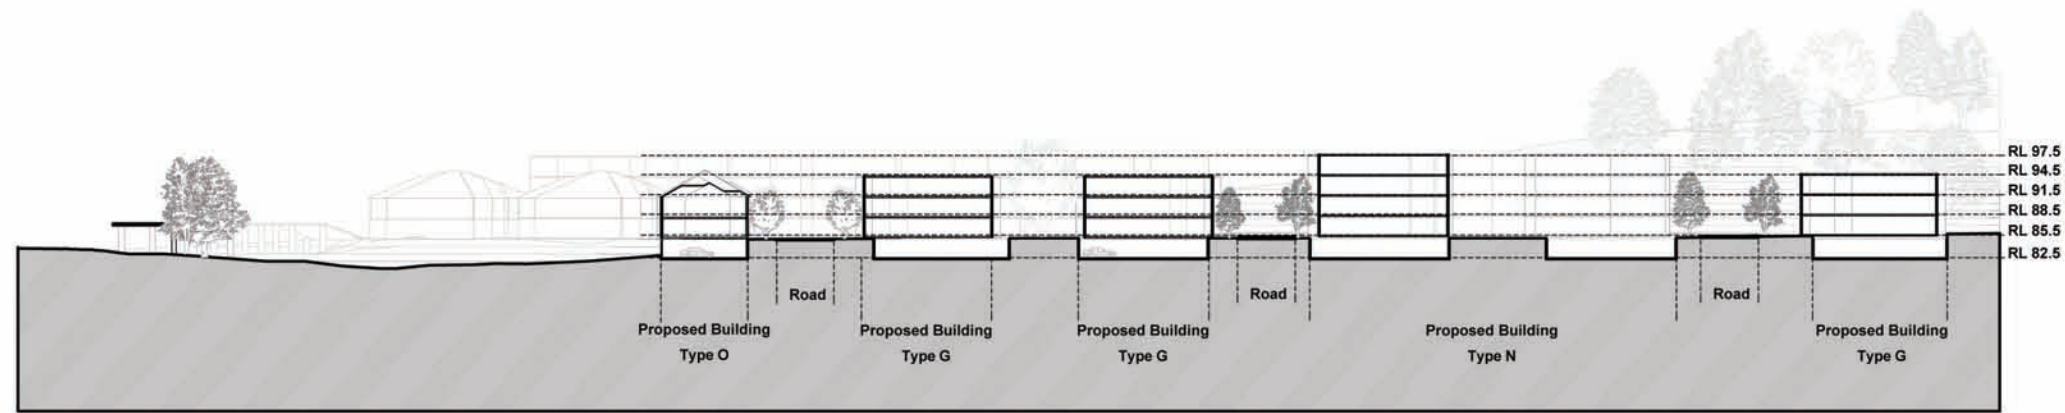 RL 97.5
RL 94.5
RL 91.5
RL 88.5
RL 85.5
RL 82.5
Road
Road
Road
Proposed Building
Type O
Proposed Building
Type G
Proposed Building
Type G
Proposed Building
Type N
Proposed Building
Type G